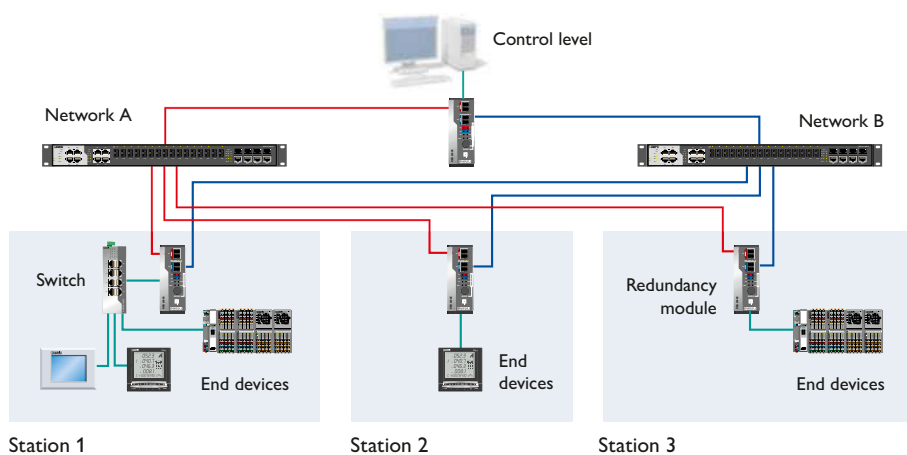 Control level
Network A
Network B
Switch
Redundancy
module
End devices
End
devices
End devices
Station 1
Station 2
Station 3